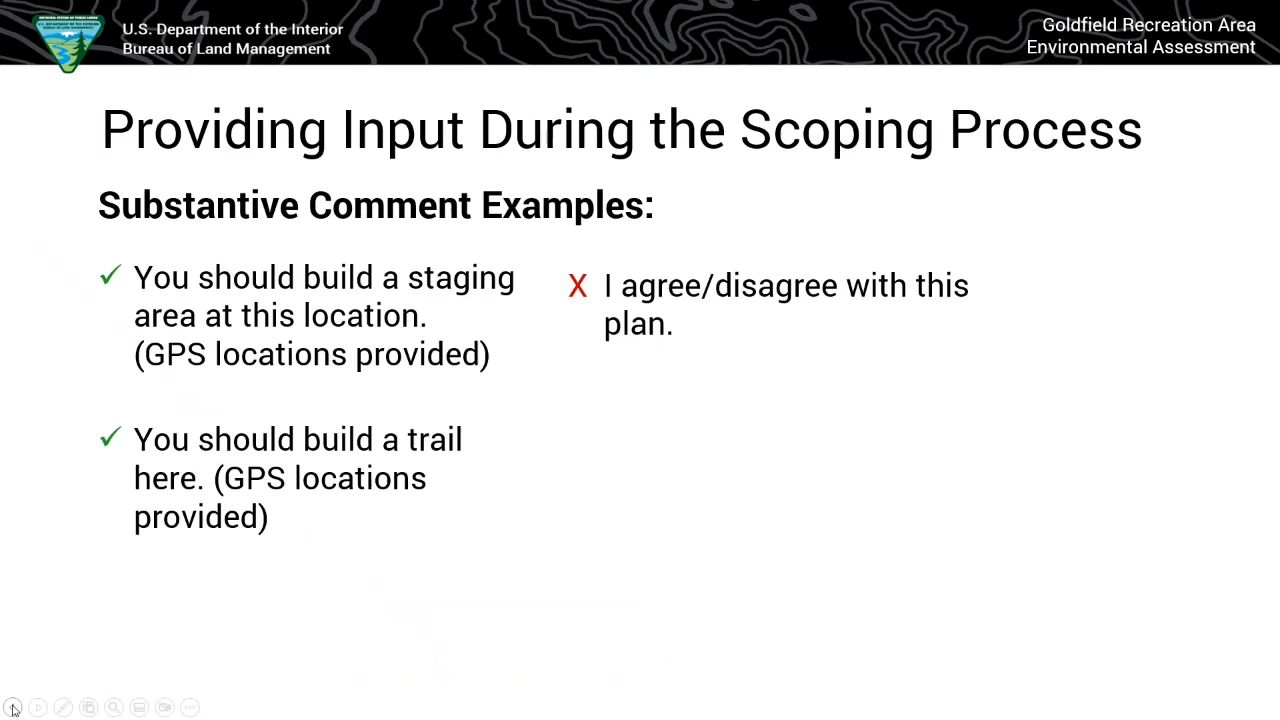 U.S. Department of the Interior
Bureau of Land Management
Goldfield Recreation Area
Environmental Assessment
Providing Input During the Scoping Process
Substantive Comment Examples:
✓ You should build a staging
area at this location.
(GPS locations provided)
✓ You should build a trail
here. (GPS locations
provided)
X I agree/disagree with this
plan.